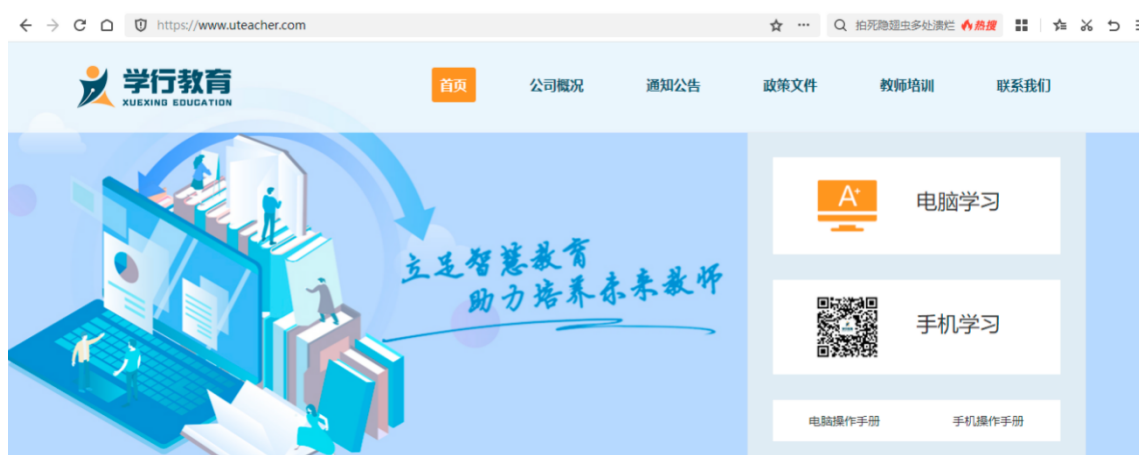 https://www.uteacher.com
拍死隐翅虫多处溃烂 热搜
学行教育
XUEXING EDUCATION
首页 公司概况 通知公告 政策文件 教师培训 联系我们
A+ 电脑学习
立足智慧教育
助力培养未来教师
手机学习
电脑操作手册 手机操作手册